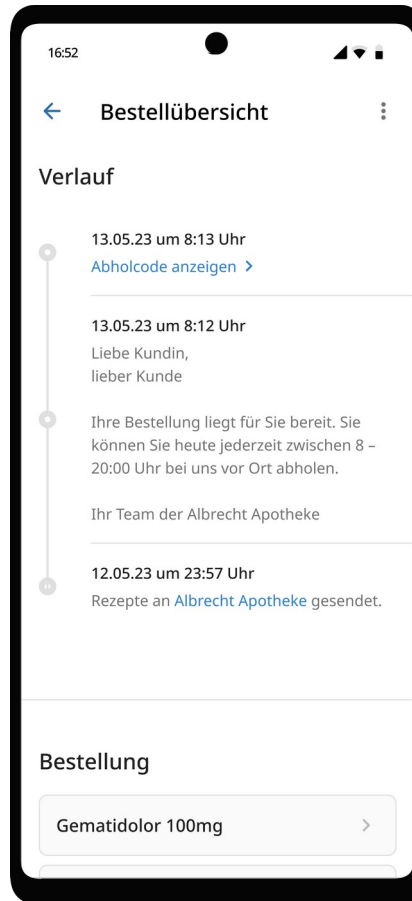 16:52
Bestellübersicht
Verlauf
13.05.23 um 8:13 Uhr
Abholcode anzeigen
13.05.23 um 8:12 Uhr
Liebe Kundin,
lieber Kunde
Ihre Bestellung liegt für Sie bereit. Sie
können Sie heute jederzeit zwischen 8 –
20:00 Uhr bei uns vor Ort abholen.
Ihr Team der Albrecht Apotheke
12.05.23 um 23:57 Uhr
Rezepte an Albrecht Apotheke gesendet.
Bestellung
Gematidolor 100mg